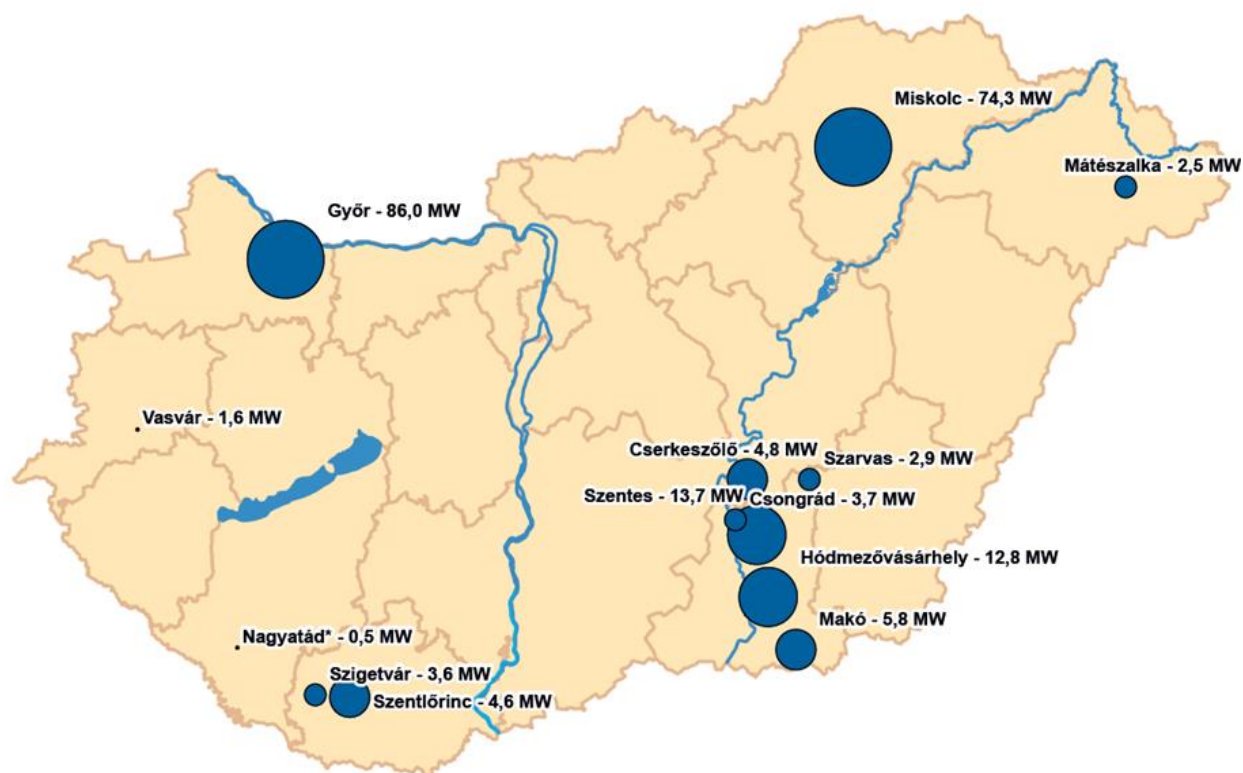 Miskolc - 74,3 MW
Mátészalka - 2,5 MW
Győr - 86,0 MW
Vasvár - 1,6 MW
Cserkeszőlő - 4,8 MW
Szarvas - 2,9 MW
Szentes - 13,7 MW
Csongrád - 3,7 MW
Hódmezővásárhely - 12,8 MW
Makó - 5,8 MW
Nagyatád* - 0,5 MW
Szigetvár - 3,6 MW
Szentlőrinc - 4,6 MW